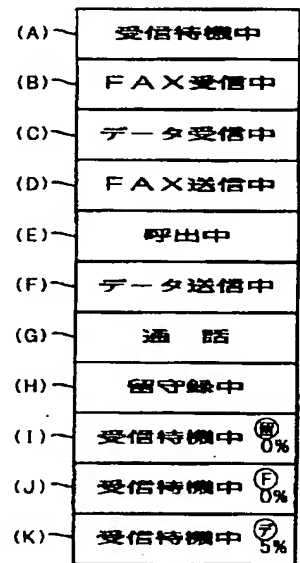 (A) 受信待機中
(B) FAX受信中
(C) データ受信中
(D) FAX送信中
(E) 呼出中
(F) データ送信中
(G) 通話
(H) 留守録中
(I) 受信待機中 �留 0%
(J) 受信待機中 Ⓕ 0%
(K) 受信待機中 デ 5%